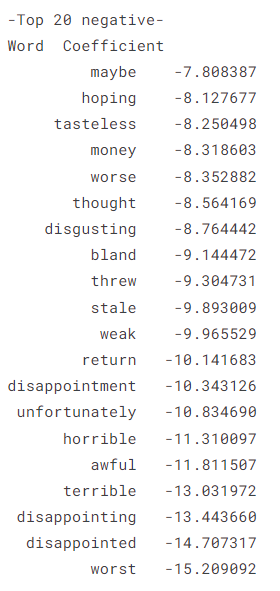 -Top 20 negative-
Word Coefficient
maybe -7.808387
hoping -8.127677
tasteless -8.250498
money -8.318603
worse -8.352882
thought -8.564169
disgusting -8.764442
bland -9.144472
threw -9.304731
stale -9.893009
weak -9.965529
return -10.141683
disappointment -10.343126
unfortunately -10.834690
horrible -11.310097
awful -11.811507
terrible -13.031972
disappointing -13.443660
disappointed -14.707317
worst -15.209092